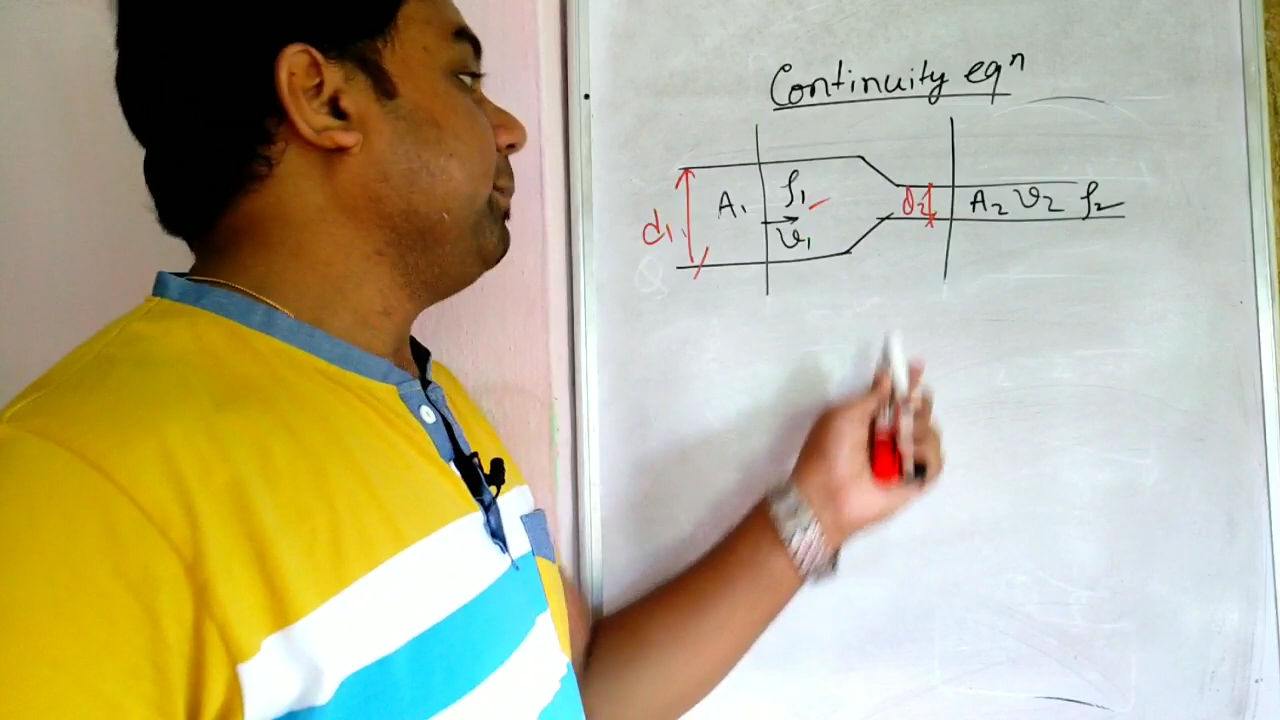 Continuity eqⁿ
d₁ A₁ ρ₁ d₂ A₂ v₂ ρ₂
v₁